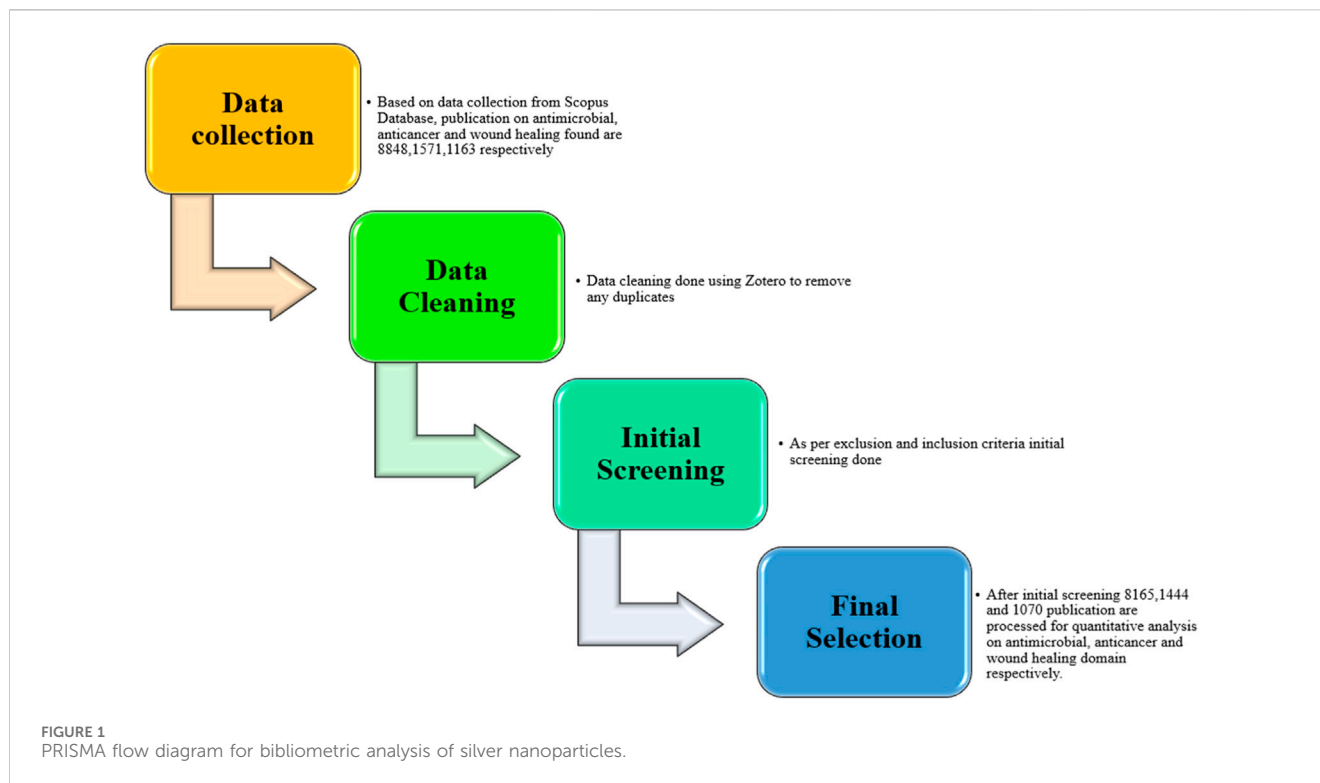 Data
collection
• Based on data collection from Scopus
Database, publication on antimicrobial,
anticancer and wound healing found are
8848,1571,1163 respectively
Data
Cleaning
• Data cleaning done using Zotero to remove
any duplicates
Initial
Screening
• As per exclusion and inclusion criteria initial
screening done
Final
Selection
• After initial screening 8165,1444
and 1070 publication are
processed for quantitative analysis
on antimicrobial, anticancer and
wound healing domain
respectively.
FIGURE 1
PRISMA flow diagram for bibliometric analysis of silver nanoparticles.